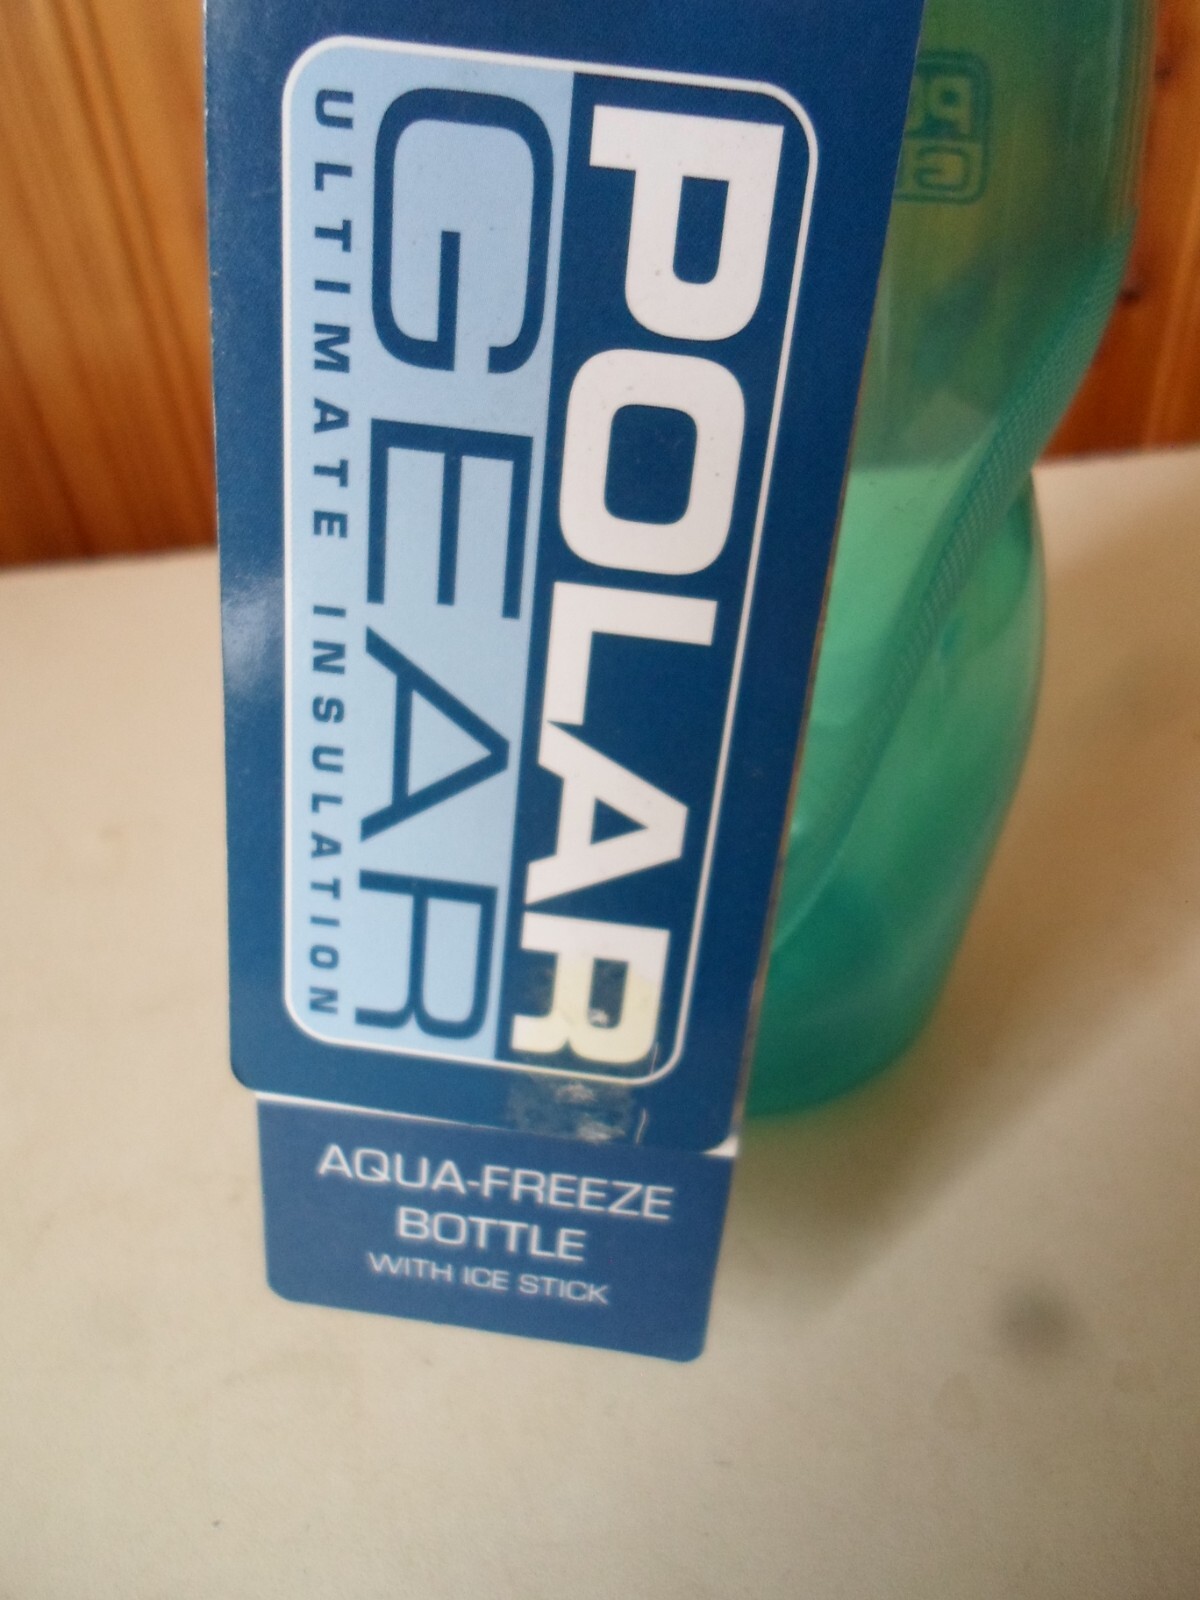 POLAR
GEAR
ULTIMATE INSULATION
AQUA-FREEZE
BOTTLE
WITH ICE STICK